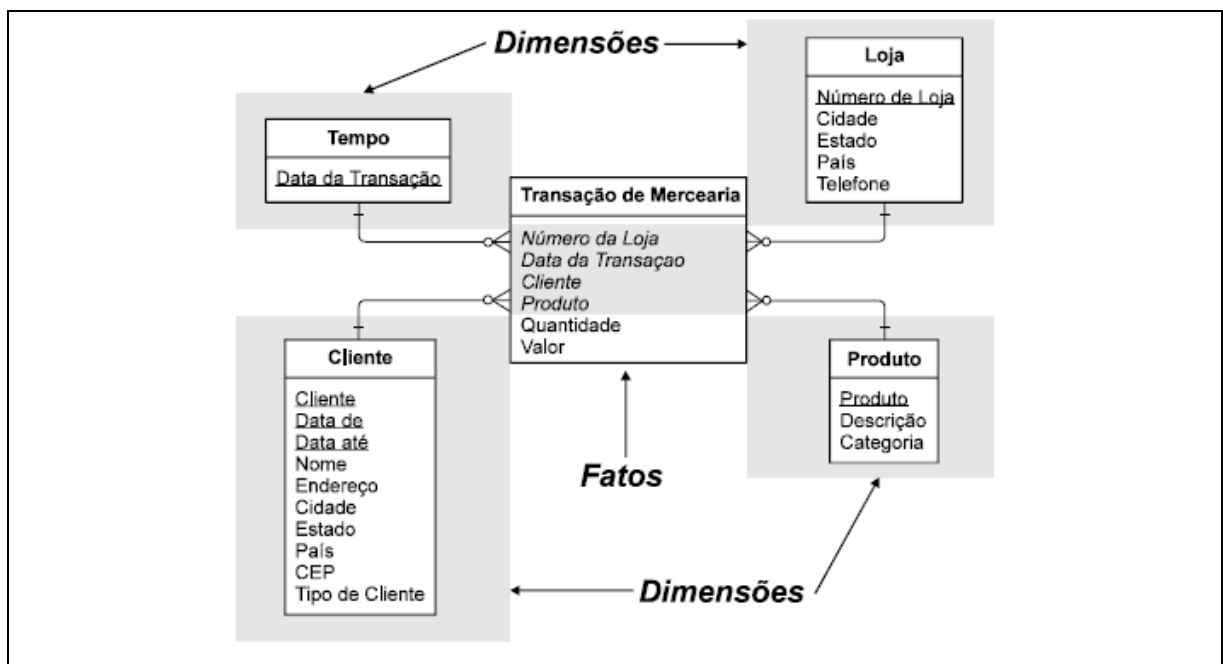 Dimensões
Loja
Número de Loja
Cidade
Estado
País
Telefone
Tempo
Data da Transação
Transação de Mercearia
Número da Loja
Data da Transaçao
Cliente
Produto
Quantidade
Valor
Cliente
Cliente
Data de
Data até
Nome
Endereço
Cidade
Estado
País
CEP
Tipo de Cliente
Produto
Produto
Descrição
Categoria
Fatos
Dimensões